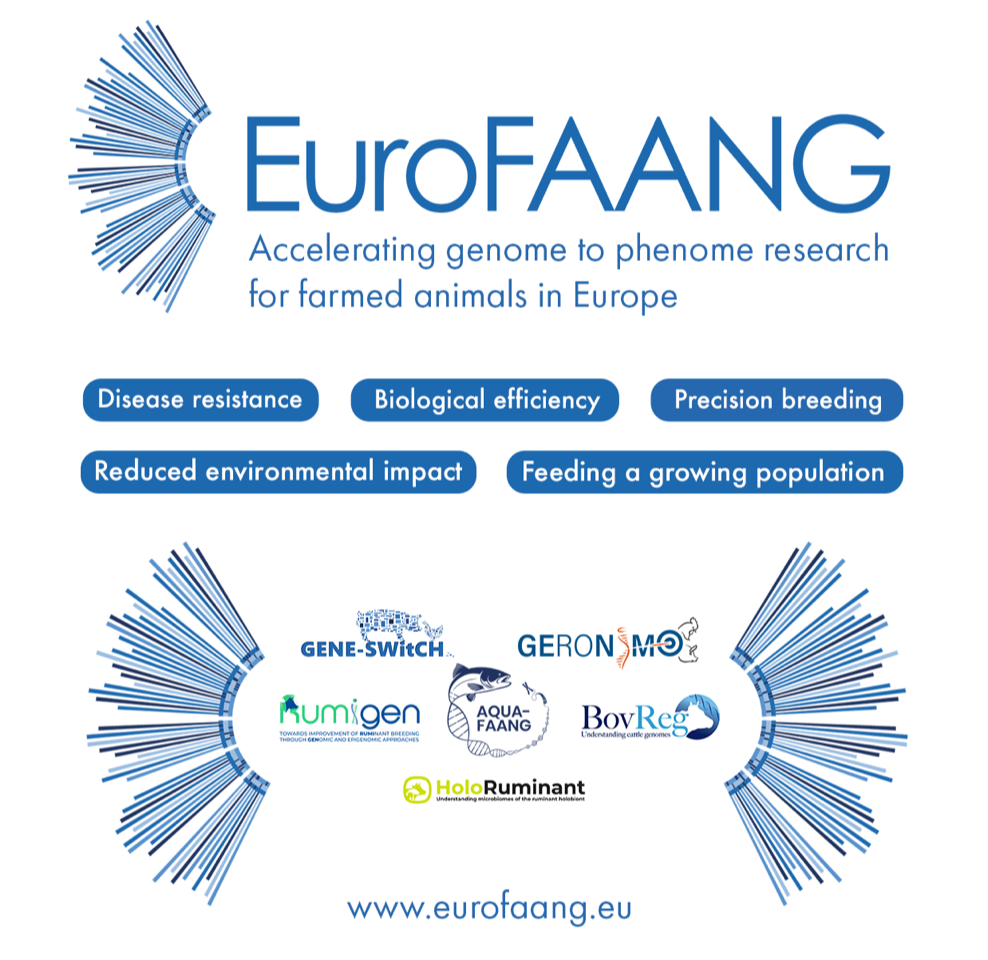 EuroFAANG
Accelerating genome to phenome research
for farmed animals in Europe
Disease resistance
Biological efficiency
Precision breeding
Reduced environmental impact
Feeding a growing population
GENE-SWitCH
GERONIMO
Rumigen
TOWARDS IMPROVEMENT OF RUMINANT BREEDING
THROUGH GENOMIC AND EPIGENOMIC APPROACHES
AQUA-
FAANG
BovReg
Understanding cattle genomes
HoloRuminant
Understanding microbiomes of the ruminant holobiont
www.eurofaang.eu